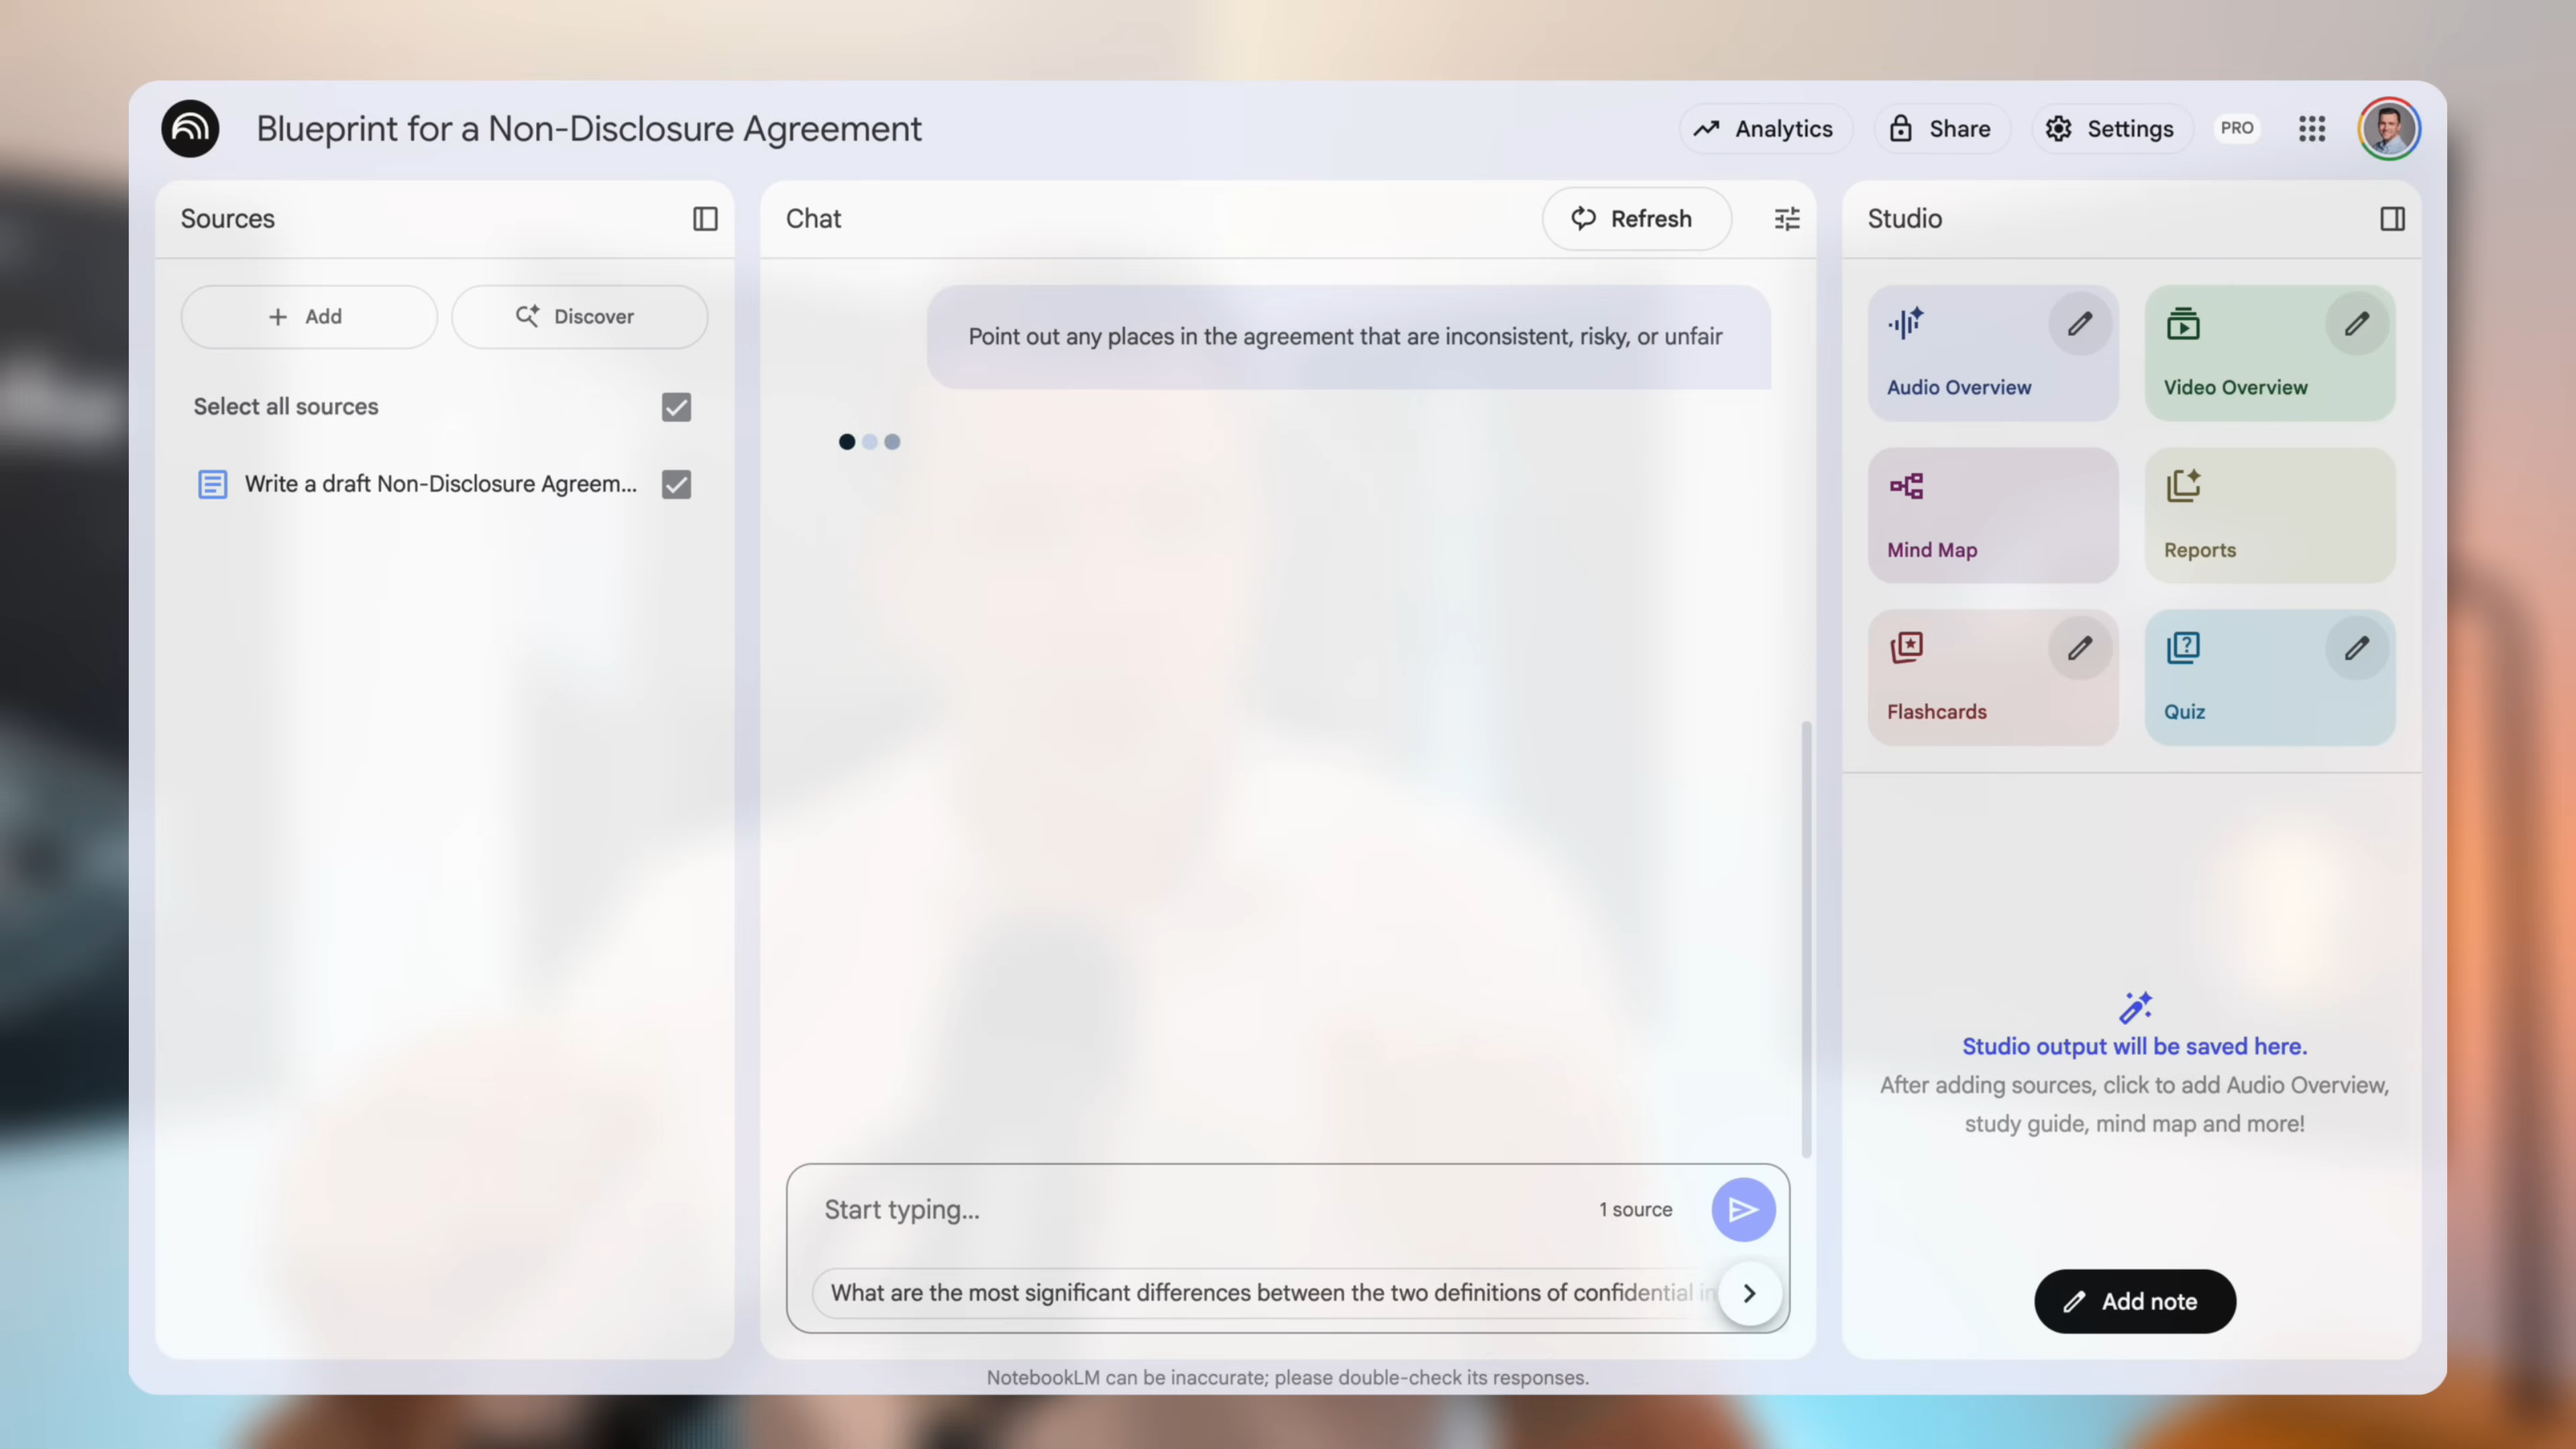 Blueprint for a Non-Disclosure Agreement
Analytics
Share
Settings
PRO
Sources
Add
Discover
Select all sources
Write a draft Non-Disclosure Agreem...
Chat
Refresh
Point out any places in the agreement that are inconsistent, risky, or unfair
Start typing...
1 source
What are the most significant differences between the two definitions of confidential
NotebookLM can be inaccurate; please double-check its responses.
Studio
Audio Overview
Video Overview
Mind Map
Reports
Flashcards
Quiz
Studio output will be saved here.
After adding sources, click to add Audio Overview,
study guide, mind map and more!
Add note